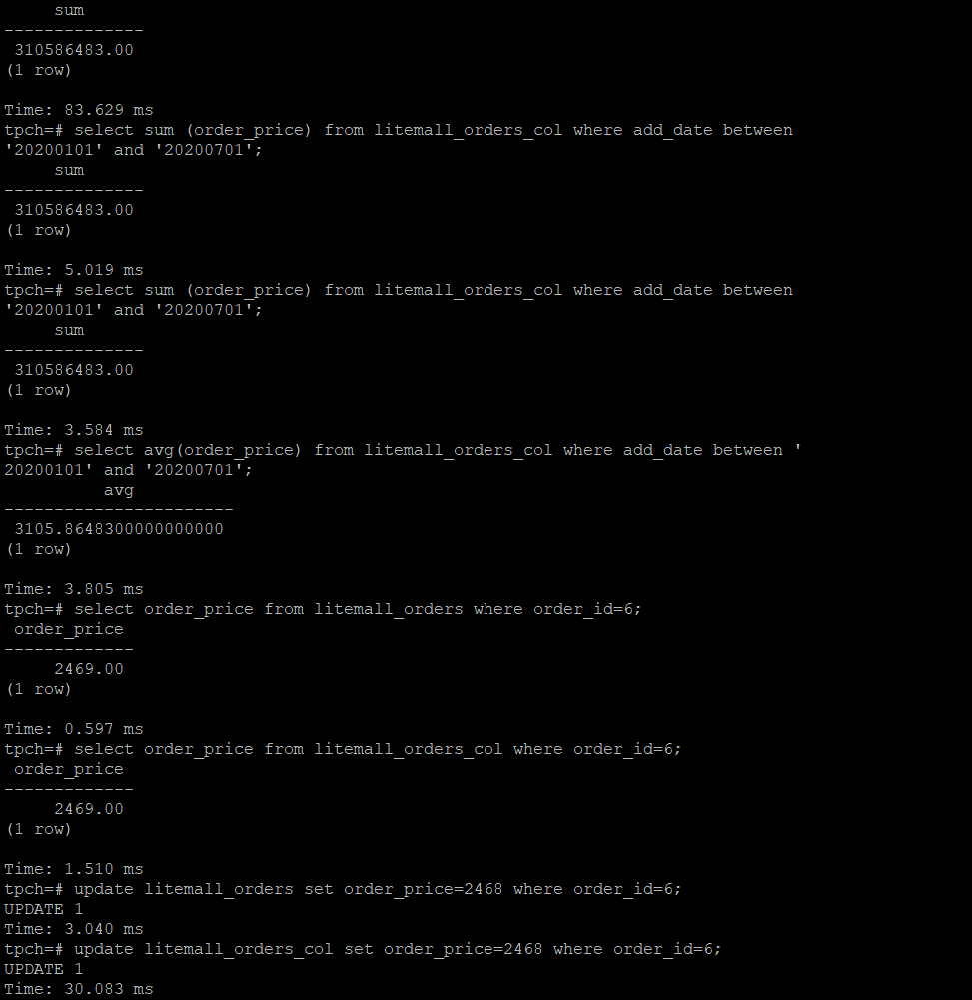 sum
--------------
310586483.00
(1 row)
Time: 83.629 ms
tpch=# select sum (order_price) from litemall_orders_col where add_date between
'20200101' and '20200701';
sum
--------------
310586483.00
(1 row)
Time: 5.019 ms
tpch=# select sum (order_price) from litemall_orders_col where add_date between
'20200101' and '20200701';
sum
--------------
310586483.00
(1 row)
Time: 3.584 ms
tpch=# select avg(order_price) from litemall_orders_col where add_date between '
20200101' and '20200701';
avg
-----------------------
3105.8648300000000000
(1 row)
Time: 3.805 ms
tpch=# select order_price from litemall_orders where order_id=6;
order_price
-------------
2469.00
(1 row)
Time: 0.597 ms
tpch=# select order_price from litemall_orders_col where order_id=6;
order_price
-------------
2469.00
(1 row)
Time: 1.510 ms
tpch=# update litemall_orders set order_price=2468 where order_id=6;
UPDATE 1
Time: 3.040 ms
tpch=# update litemall_orders_col set order_price=2468 where order_id=6;
UPDATE 1
Time: 30.083 ms